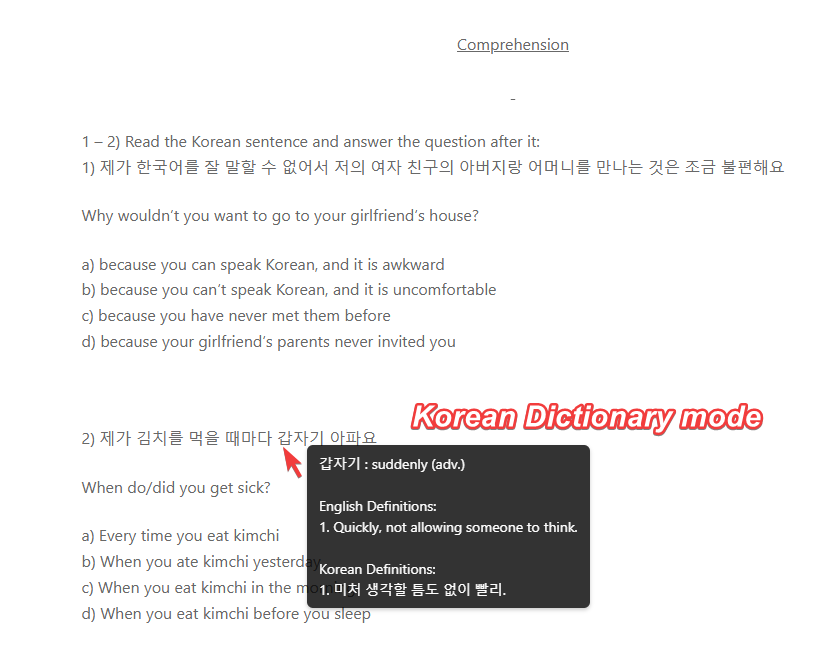 Comprehension
-
1 – 2) Read the Korean sentence and answer the question after it:
1) 제가 한국어를 잘 말할 수 없어서 저의 여자 친구의 아버지랑 어머니를 만나는 것은 조금 불편해요
Why wouldn’t you want to go to your girlfriend’s house?
a) because you can speak Korean, and it is awkward
b) because you can’t speak Korean, and it is uncomfortable
c) because you have never met them before
d) because your girlfriend’s parents never invited you
Korean Dictionary mode
2) 제가 김치를 먹을 때마다 갑자기 아파요
갑자기 : suddenly (adv.)
When do/did you get sick?
English Definitions:
1. Quickly, not allowing someone to think.
a) Every time you eat kimchi
b) When you ate kimchi yesterday
Korean Definitions:
c) When you eat kimchi in the
1. 미처 생각할 틈도 없이 빨리.
d) When you eat kimchi before you sleep